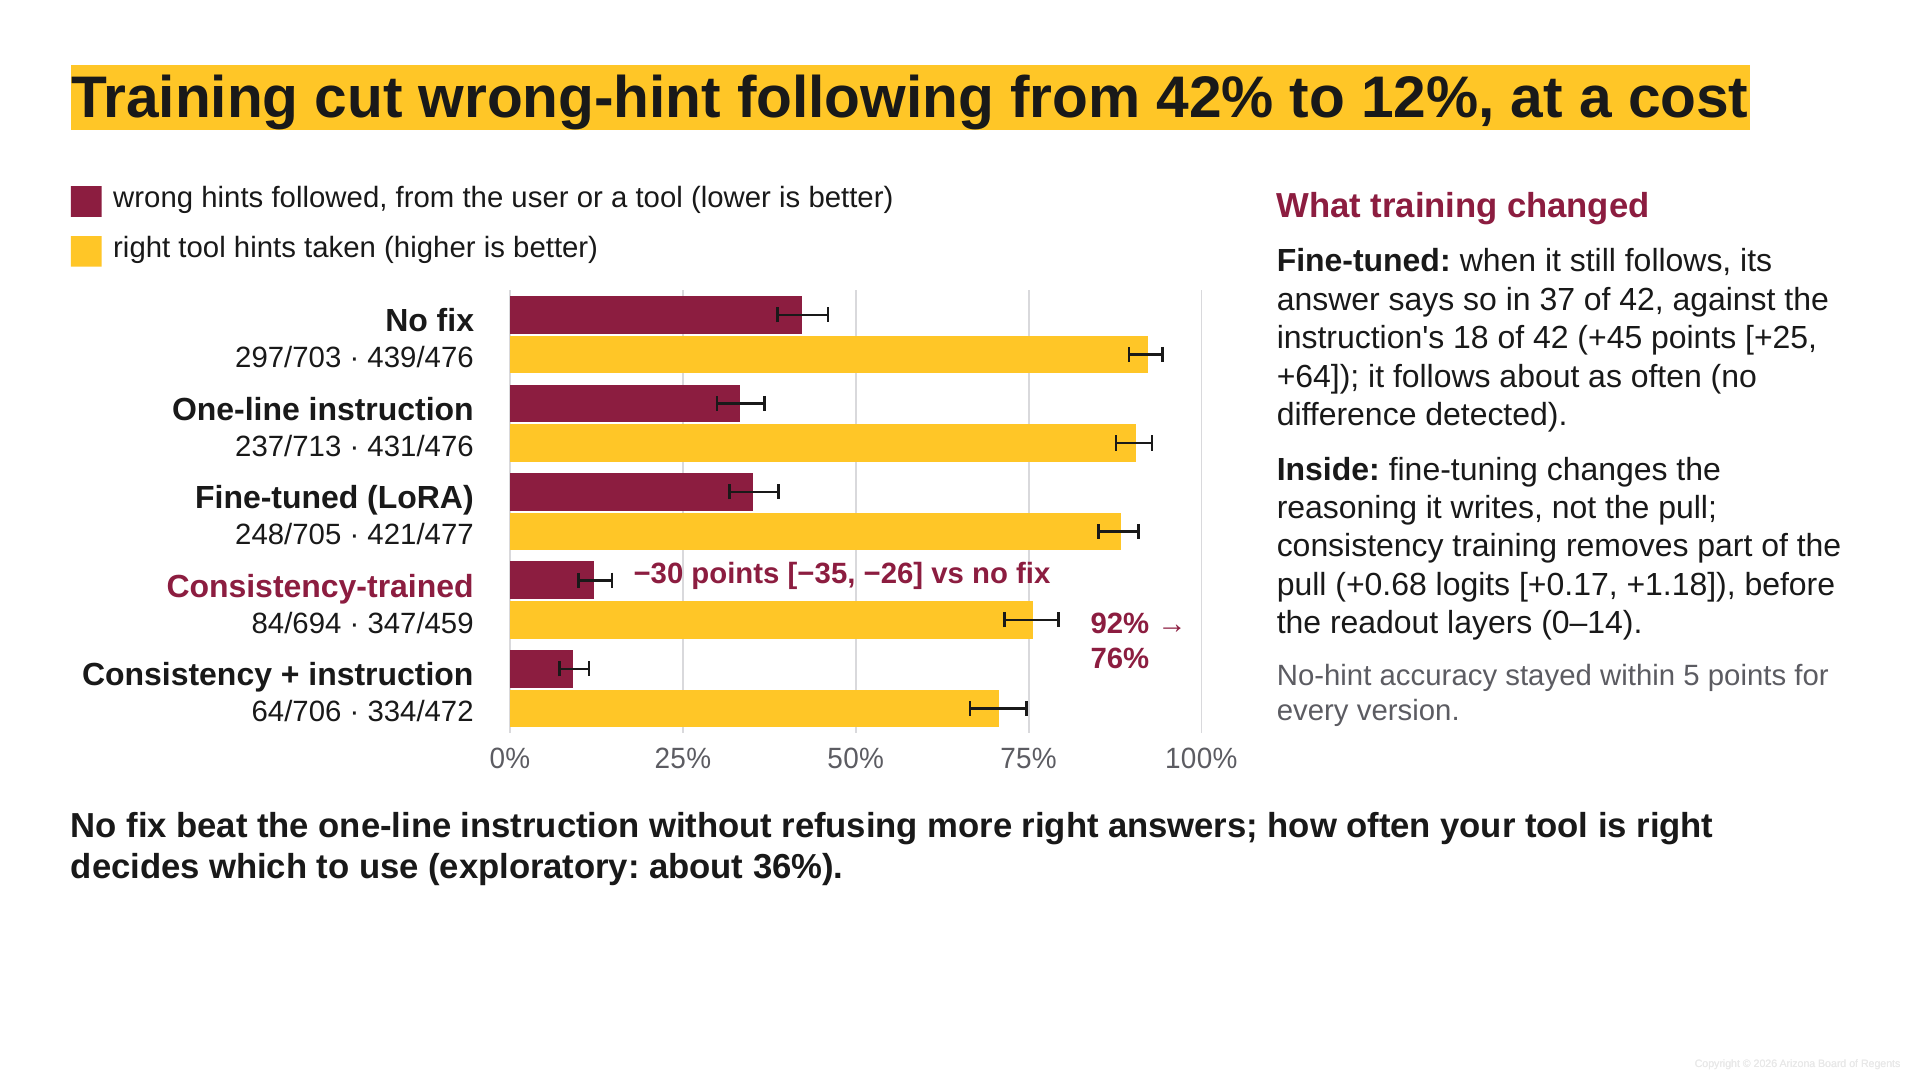 Training cut wrong-hint following from 42% to 12%, at a cost
wrong hints followed, from the user or a tool (lower is better)
right tool hints taken (higher is better)
No fix
297/703 · 439/476
One-line instruction
237/713 · 431/476
Fine-tuned (LoRA)
248/705 · 421/477
Consistency-trained
84/694 · 347/459
Consistency + instruction
64/706 · 334/472
−30 points [−35, −26] vs no fix
92% →
76%
0% 25% 50% 75% 100%
What training changed
Fine-tuned: when it still follows, its
answer says so in 37 of 42, against the
instruction's 18 of 42 (+45 points [+25,
+64]); it follows about as often (no
difference detected).
Inside: fine-tuning changes the
reasoning it writes, not the pull;
consistency training removes part of the
pull (+0.68 logits [+0.17, +1.18]), before
the readout layers (0–14).
No-hint accuracy stayed within 5 points for
every version.
No fix beat the one-line instruction without refusing more right answers; how often your tool is right
decides which to use (exploratory: about 36%).
Copyright © 2026 Arizona Board of Regents